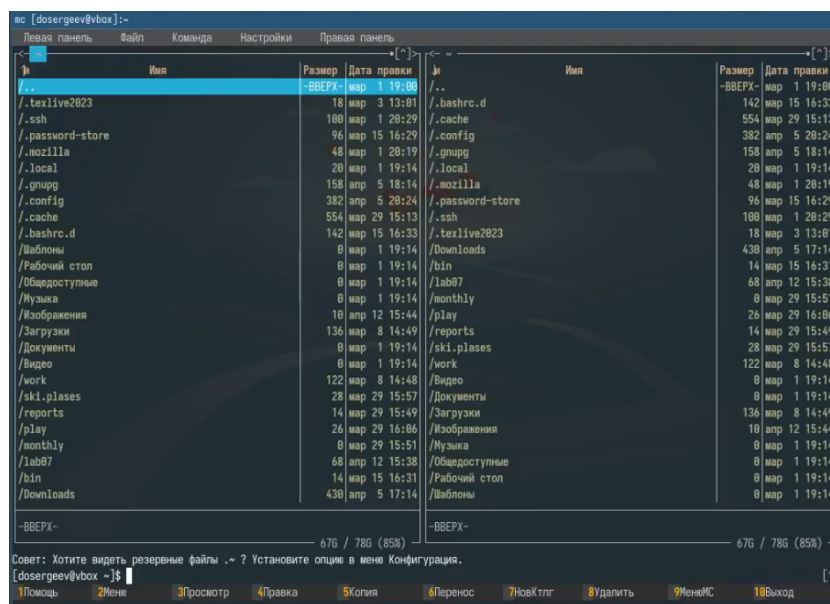 mc [dosergeev@vbox]:~
Левая панель Файл Команда Настройки Правая панель
<— ~ •[^]> <— ~ •[^]
и Имя Размер Дата правки и Имя Размер Дата правки
/.. -ВВЕРХ- мар 1 19:00 /.. -ВВЕРХ- мар 1 19:00
/.texlive2023 18 мар 3 13:01 /.bashrc.d 142 мар 15 16:33
/.ssh 100 мар 1 20:29 /.cache 554 мар 29 15:13
/.password-store 96 мар 15 16:29 /.config 382 апр 5 20:24
/.mozilla 48 мар 1 20:19 /.gnupg 158 апр 5 18:14
/.local 20 мар 1 19:14 /.local 20 мар 1 19:14
/.gnupg 158 апр 5 18:14 /.mozilla 48 мар 1 20:19
/.config 382 апр 5 20:24 /.password-store 96 мар 15 16:29
/.cache 554 мар 29 15:13 /.ssh 100 мар 1 20:29
/.bashrc.d 142 мар 15 16:33 /.texlive2023 18 мар 3 13:01
/Шаблоны 0 мар 1 19:14 /Downloads 430 апр 5 17:14
/Рабочий стол 0 мар 1 19:14 /bin 14 мар 15 16:31
/Общедоступные 0 мар 1 19:14 /lab07 68 апр 12 15:38
/Музыка 0 мар 1 19:14 /monthly 0 мар 29 15:51
/Изображения 10 апр 12 15:44 /play 26 мар 29 16:06
/Загрузки 136 мар 8 14:49 /reports 14 мар 29 15:49
/Документы 0 мар 1 19:14 /ski.plases 28 мар 29 15:57
/Видео 0 мар 1 19:14 /work 122 мар 8 14:48
/work 122 мар 8 14:48 /Видео 0 мар 1 19:14
/ski.plases 28 мар 29 15:57 /Документы 0 мар 1 19:14
/reports 14 мар 29 15:49 /Загрузки 136 мар 8 14:49
/play 26 мар 29 16:06 /Изображения 10 апр 12 15:44
/monthly 0 мар 29 15:51 /Музыка 0 мар 1 19:14
/lab07 68 апр 12 15:38 /Общедоступные 0 мар 1 19:14
/bin 14 мар 15 16:31 /Рабочий стол 0 мар 1 19:14
/Downloads 430 апр 5 17:14 /Шаблоны 0 мар 1 19:14
-ВВЕРХ- -ВВЕРХ-
67G / 78G (85%) 67G / 78G (85%)
Совет: Хотите видеть резервные файлы .~ ? Установите опцию в меню Конфигурация.
[dosergeev@vbox ~]$ [^
1Помощь 2Меню 3Просмотр 4Правка 5Копия 6Перенос 7НовКтлг 8Удалить 9МенюМС 10Выход